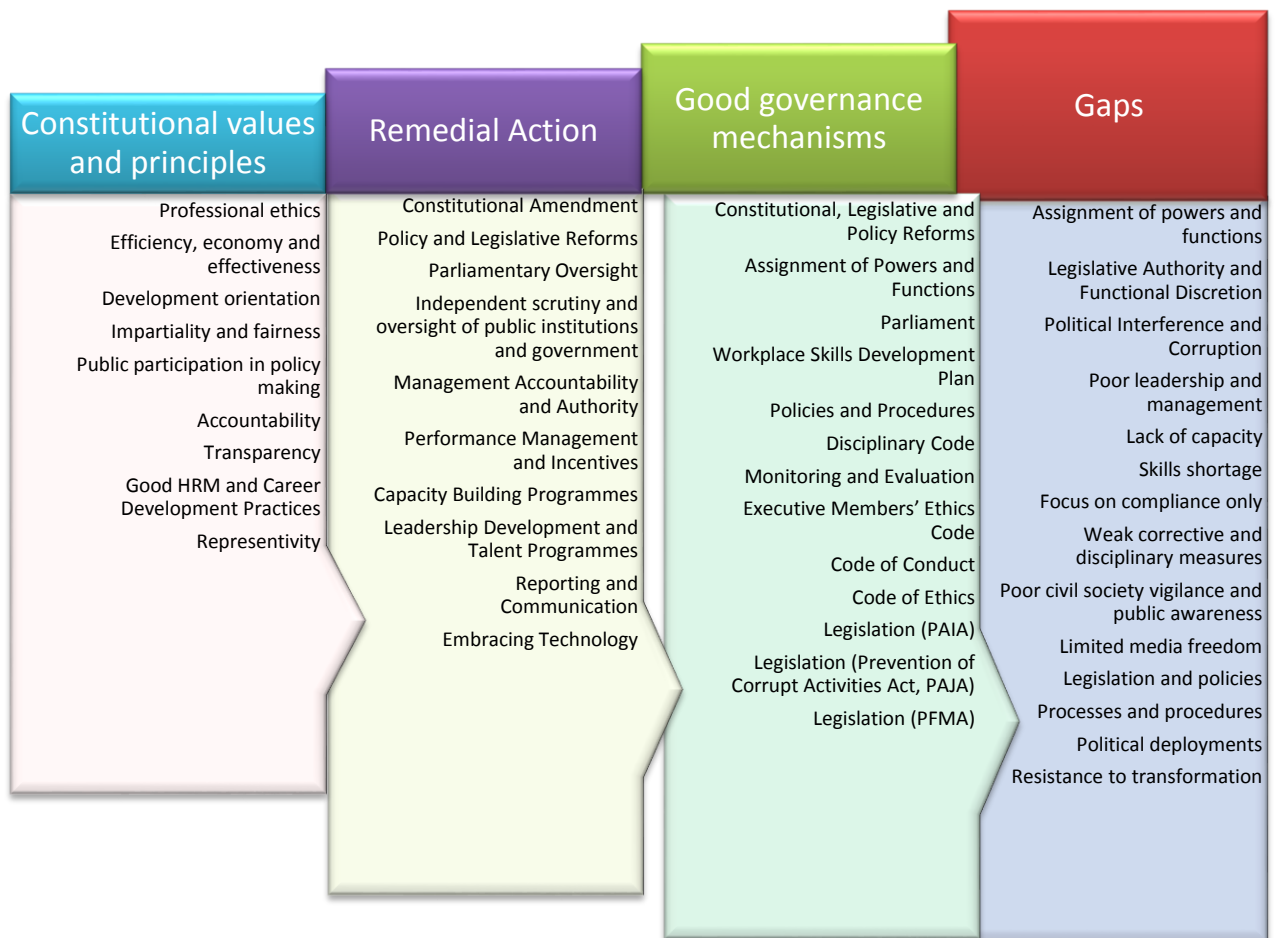 Constitutional values
and principles
Professional ethics
Efficiency, economy and
effectiveness
Development orientation
Impartiality and fairness
Public participation in policy
making
Accountability
Transparency
Good HRM and Career
Development Practices
Representivity
Remedial Action
Constitutional Amendment
Policy and Legislative Reforms
Parliamentary Oversight
Independent scrutiny and
oversight of public institutions
and government
Management Accountability
and Authority
Performance Management
and Incentives
Capacity Building Programmes
Leadership Development and
Talent Programmes
Reporting and
Communication
Embracing Technology
Good governance
mechanisms
Constitutional, Legislative and
Policy Reforms
Assignment of Powers and
Functions
Parliament
Workplace Skills Development
Plan
Policies and Procedures
Disciplinary Code
Monitoring and Evaluation
Executive Members’ Ethics
Code
Code of Conduct
Code of Ethics
Legislation (PAIA)
Legislation (Prevention of
Corrupt Activities Act, PAJA)
Legislation (PFMA)
Gaps
Assignment of powers and
functions
Legislative Authority and
Functional Discretion
Political Interference and
Corruption
Poor leadership and
management
Lack of capacity
Skills shortage
Focus on compliance only
Weak corrective and
disciplinary measures
Poor civil society vigilance and
public awareness
Limited media freedom
Legislation and policies
Processes and procedures
Political deployments
Resistance to transformation